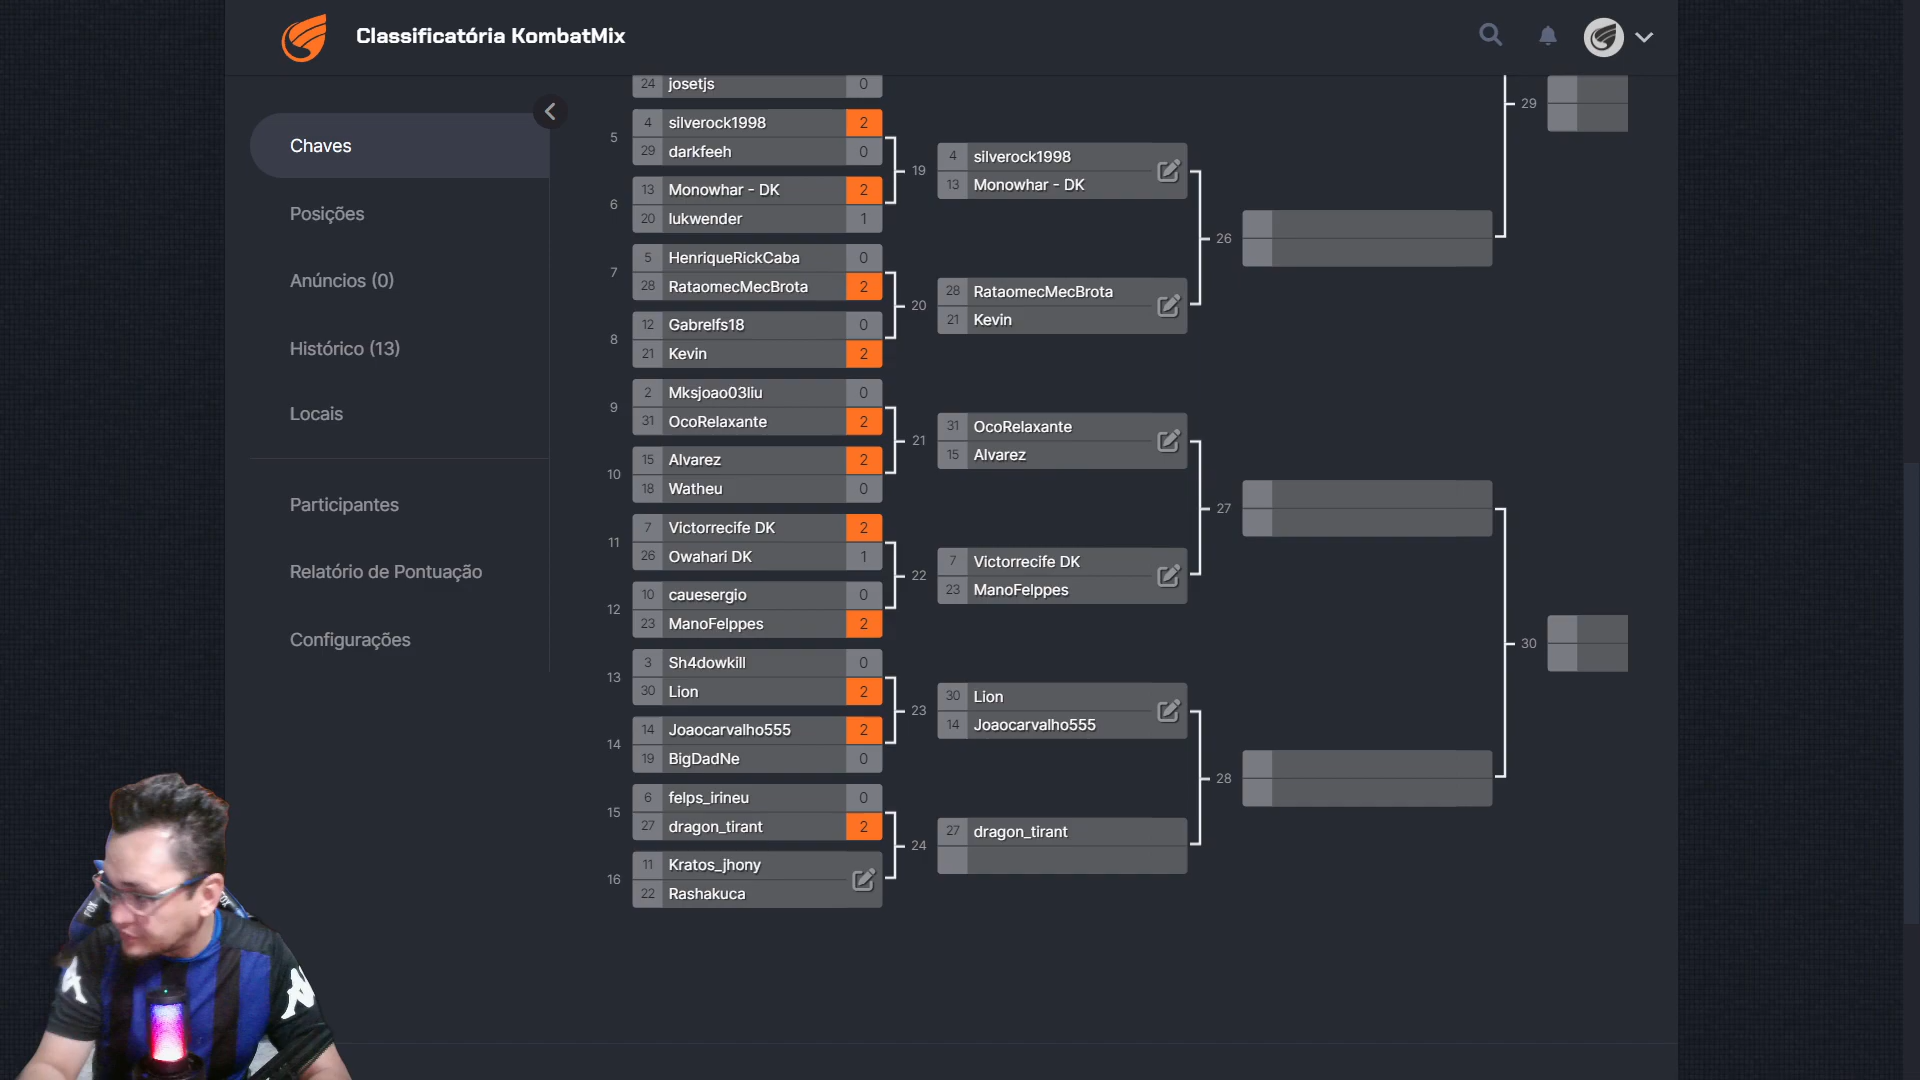 Classificatória KombatMix
Chaves
Posições
Anúncios (0)
Histórico (13)
Locais
Participantes
Relatório de Pontuação
Configurações
24 josetjs 0
5
4 silverock1998 2
29 darkfeeh 0
6
13 Monowhar - DK 2
20 lukwender 1
7
5 HenriqueRickCaba 0
28 RataomecMecBrota 2
8
12 Gabrelfs18 0
21 Kevin 2
9
2 Mksjoao03liu 0
31 OcoRelaxante 2
10
15 Alvarez 2
18 Watheu 0
11
7 Victorrecife DK 2
26 Owahari DK 1
12
10 cauesergio 0
23 ManoFelppes 2
13
3 Sh4dowkill 0
30 Lion 2
14
14 Joaocarvalho555 2
19 BigDadNe 0
15
6 felps_irineu 0
27 dragon_tirant 2
16
11 Kratos_jhony
22 Rashakuca
19
4 silverock1998
13 Monowhar - DK
20
28 RataomecMecBrota
21 Kevin
21
31 OcoRelaxante
15 Alvarez
22
7 Victorrecife DK
23 ManoFelppes
23
30 Lion
14 Joaocarvalho555
24
27 dragon_tirant
26
27
28
29
30
FOX